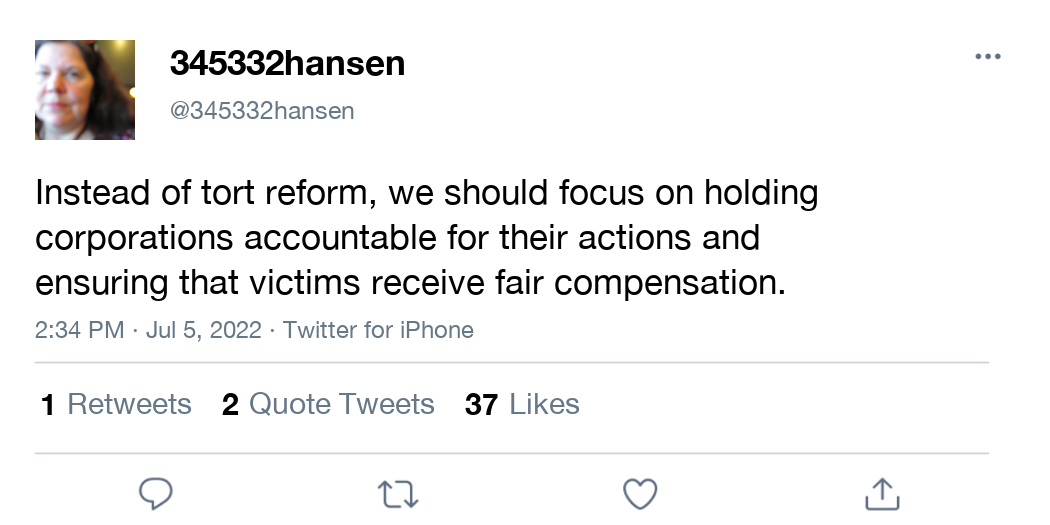 345332hansen
@345332hansen
Instead of tort reform, we should focus on holding
corporations accountable for their actions and
ensuring that victims receive fair compensation.
2:34 PM · Jul 5, 2022 · Twitter for iPhone
1 Retweets 2 Quote Tweets 37 Likes